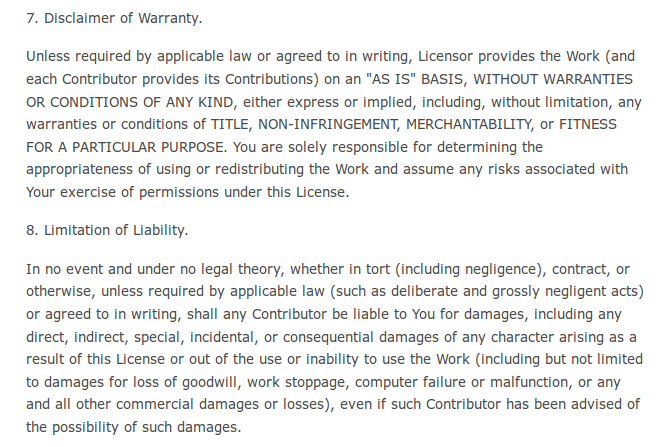 7. Disclaimer of Warranty.
Unless required by applicable law or agreed to in writing, Licensor provides the Work (and
each Contributor provides its Contributions) on an "AS IS" BASIS, WITHOUT WARRANTIES
OR CONDITIONS OF ANY KIND, either express or implied, including, without limitation, any
warranties or conditions of TITLE, NON-INFRINGEMENT, MERCHANTABILITY, or FITNESS
FOR A PARTICULAR PURPOSE. You are solely responsible for determining the
appropriateness of using or redistributing the Work and assume any risks associated with
Your exercise of permissions under this License.
8. Limitation of Liability.
In no event and under no legal theory, whether in tort (including negligence), contract, or
otherwise, unless required by applicable law (such as deliberate and grossly negligent acts)
or agreed to in writing, shall any Contributor be liable to You for damages, including any
direct, indirect, special, incidental, or consequential damages of any character arising as a
result of this License or out of the use or inability to use the Work (including but not limited
to damages for loss of goodwill, work stoppage, computer failure or malfunction, or any
and all other commercial damages or losses), even if such Contributor has been advised of
the possibility of such damages.